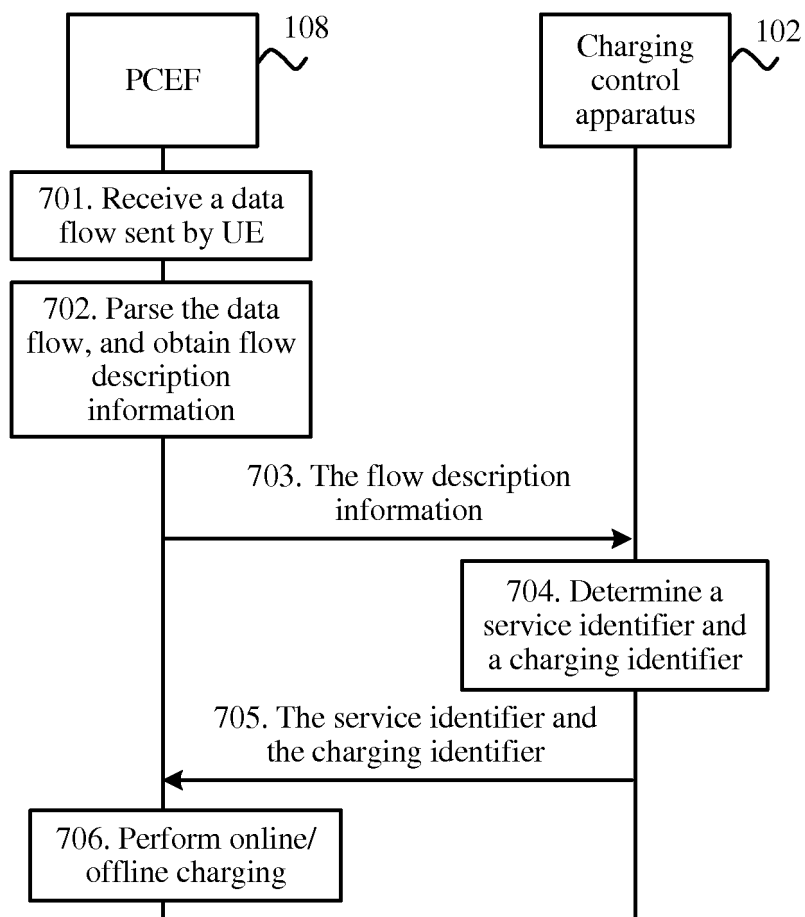 108
PCEF
102
Charging
control
apparatus
701. Receive a data
flow sent by UE
702. Parse the data
flow, and obtain flow
description
information
703. The flow description
information
704. Determine a
service identifier and
a charging identifier
705. The service identifier and
the charging identifier
706. Perform online/
offline charging